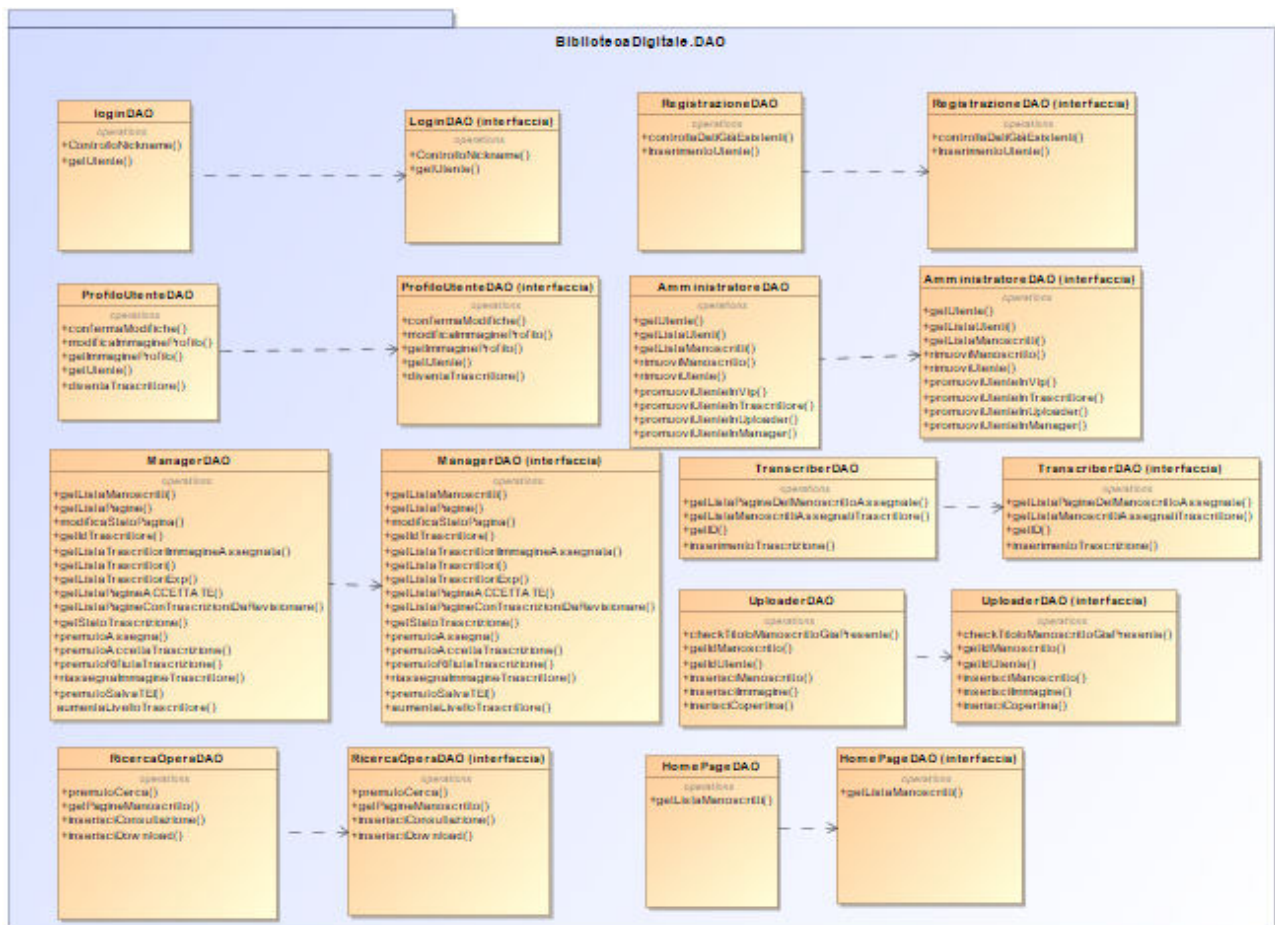 BibliotecaDigitale.DAO
loginDAO
operations
+ControlloNickname()
+getUtente()
LoginDAO (interfaccia)
operations
+ControlloNickname()
+getUtente()
RegistrazioneDAO
operations
+controllaDatiGiàEsistenti()
+InserimentoUtente()
RegistrazioneDAO (interfaccia)
operations
+controllaDatiGiàEsistenti()
+InserimentoUtente()
ProfiloUtenteDAO
operations
+confermaModifiche()
+modificaImmagineProfilo()
+getImmagineProfilo()
+getUtente()
+diventaTrascrittore()
ProfiloUtenteDAO (interfaccia)
operations
+confermaModifiche()
+modificaImmagineProfilo()
+getImmagineProfilo()
+getUtente()
+diventaTrascrittore()
AmministratoreDAO
operations
+getUtente()
+getListaUtenti()
+getListaManoscritti()
+rimuoviManoscritto()
+rimuoviUtente()
+promuoviUtenteInVip()
+promuoviUtenteInTrascrittore()
+promuoviUtenteInUploader()
+promuoviUtenteInManager()
AmministratoreDAO (interfaccia)
operations
+getUtente()
+getListaUtenti()
+getListaManoscritti()
+rimuoviManoscritto()
+rimuoviUtente()
+promuoviUtenteInVip()
+promuoviUtenteInTrascrittore()
+promuoviUtenteInUploader()
+promuoviUtenteInManager()
ManagerDAO
operations
+getListaManoscritti()
+getListaPagine()
+modificaStatoPagina()
+getIdTrascrittore()
+getListaTrascrittoriImmagineAssegnata()
+getListaTrascrittori()
+getListaTrascrittoriExp()
+getListaPagineACCETTATE()
+getListaPagineConTrascrizioniDaRevisionare()
+getStatoTrascrizione()
+premutoAssegna()
+premutoAccettaTrascrizione()
+premutoRifiutaTrascrizione()
+riassegnaImmagineTrascrittore()
+premutoSalvaTEI()
aumentaLivelloTrascrittore()
ManagerDAO (interfaccia)
operations
+getListaManoscritti()
+getListaPagine()
+modificaStatoPagina()
+getIdTrascrittore()
+getListaTrascrittoriImmagineAssegnata()
+getListaTrascrittori()
+getListaTrascrittoriExp()
+getListaPagineACCETTATE()
+getListaPagineConTrascrizioniDaRevisionare()
+getStatoTrascrizione()
+premutoAssegna()
+premutoAccettaTrascrizione()
+premutoRifiutaTrascrizione()
+riassegnaImmagineTrascrittore()
+premutoSalvaTEI()
+aumentaLivelloTrascrittore()
TranscriberDAO
operations
+getListaPagineDelManoscrittoAssegnate()
+getListaManoscrittiAssegnatiTrascrittore()
+getID()
+inserimentoTrascrizione()
TranscriberDAO (interfaccia)
operations
+getListaPagineDelManoscrittoAssegnate()
+getListaManoscrittiAssegnatiTrascrittore()
+getID()
+inserimentoTrascrizione()
UploaderDAO
operations
+checkTitoloManoscrittoGiaPresente()
+getIdManoscritto()
+getIdUtente()
+inserisciManoscritto()
+inserisciImmagine()
+inerisciCopertina()
UploaderDAO (interfaccia)
operations
+checkTitoloManoscrittoGiaPresente()
+getIdManoscritto()
+getIdUtente()
+inserisciManoscritto()
+inserisciImmagine()
+inerisciCopertina()
RicercaOperaDAO
operations
+premutoCerca()
+getPagineManoscritto()
+inserisciConsultazione()
+inserisciDownload()
RicercaOperaDAO (interfaccia)
operations
+premutoCerca()
+getPagineManoscritto()
+inserisciConsultazione()
+inserisciDownload()
HomePageDAO
operations
+getListaManoscritti()
HomePageDAO (interfaccia)
operations
+getListaManoscritti()